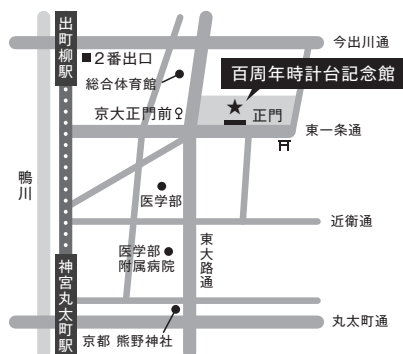 出町柳駅
2番出口
今出川通
総合体育館
百周年時計台記念館
京大正門前
正門
東一条通
鴨川
医学部
近衛通
医学部
附属病院
東大路通
神宮丸太町駅
丸太町通
京都 熊野神社